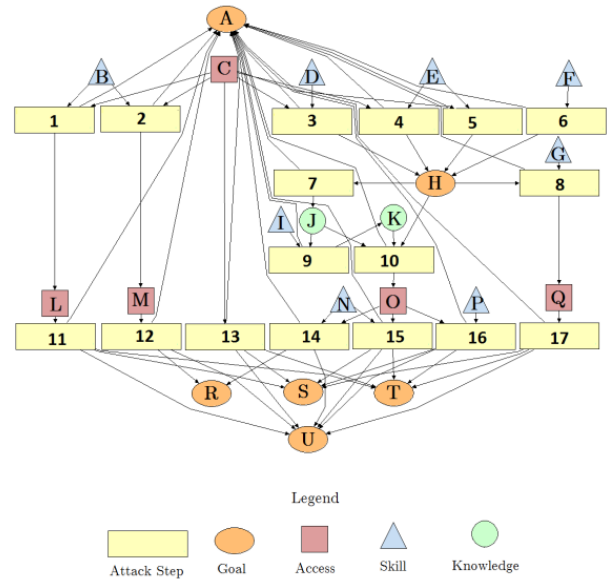 A
B
C
D
E
F
1
2
3
4
5
6
G
7
H
8
I
J
K
9
10
L
M
N
O
P
Q
11
12
13
14
15
16
17
R
S
T
U
Legend
Attack Step
Goal
Access
Skill
Knowledge